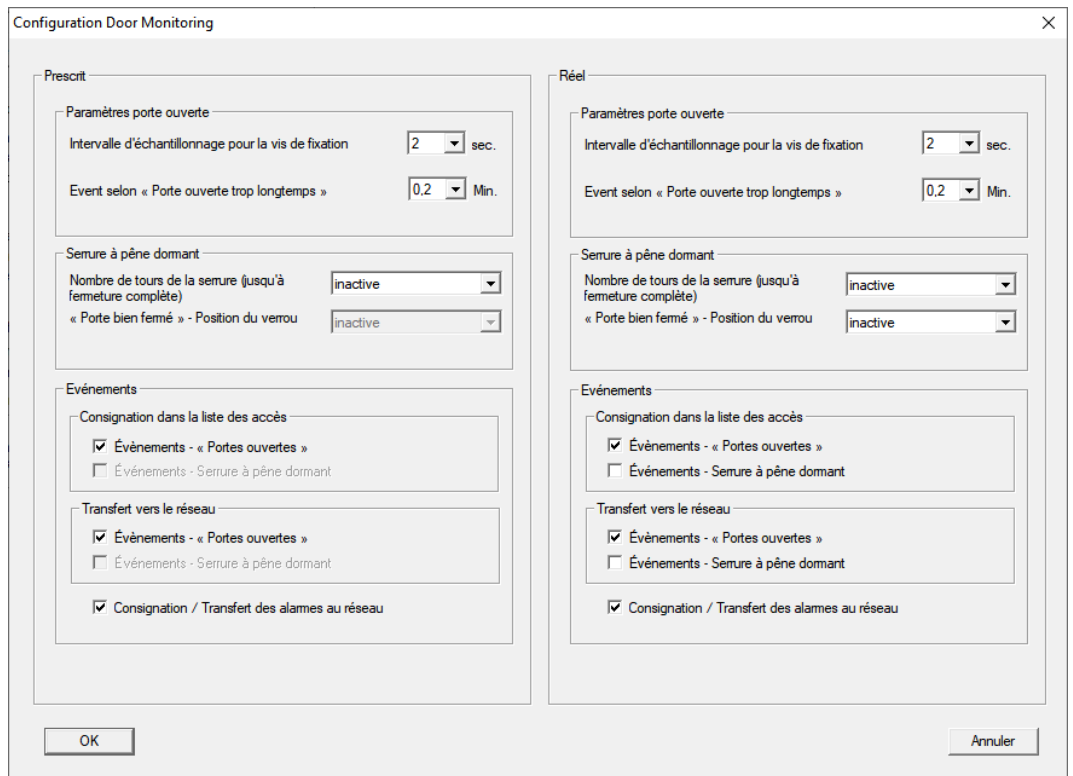 Configuration Door Monitoring
Prescrit
Paramètres porte ouverte
Intervalle d'échantillonnage pour la vis de fixation
2
sec.
Event selon « Porte ouverte trop longtemps »
0,2
Min.
Serrure à pêne dormant
Nombre de tours de la serrure (jusqu'à
fermeture complète)
inactive
« Porte bien fermé » - Position du verrou
inactive
Evénements
Consignation dans la liste des accès
Évènements - « Portes ouvertes »
Événements - Serrure à pêne dormant
Transfert vers le réseau
Évènements - « Portes ouvertes »
Événements - Serrure à pêne dormant
Consignation / Transfert des alarmes au réseau
Réel
Paramètres porte ouverte
Intervalle d'échantillonnage pour la vis de fixation
2
sec.
Event selon « Porte ouverte trop longtemps »
0,2
Min.
Serrure à pêne dormant
Nombre de tours de la serrure (jusqu'à
fermeture complète)
inactive
« Porte bien fermé » - Position du verrou
inactive
Evénements
Consignation dans la liste des accès
Évènements - « Portes ouvertes »
Événements - Serrure à pêne dormant
Transfert vers le réseau
Évènements - « Portes ouvertes »
Événements - Serrure à pêne dormant
Consignation / Transfert des alarmes au réseau
OK
Annuler